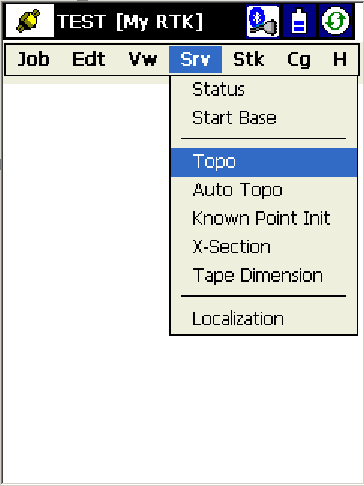 TEST [My RTK]
Job Edt Vw Srv Stk Cg H
Status
Start Base
Topo
Auto Topo
Known Point Init
X-Section
Tape Dimension
Localization